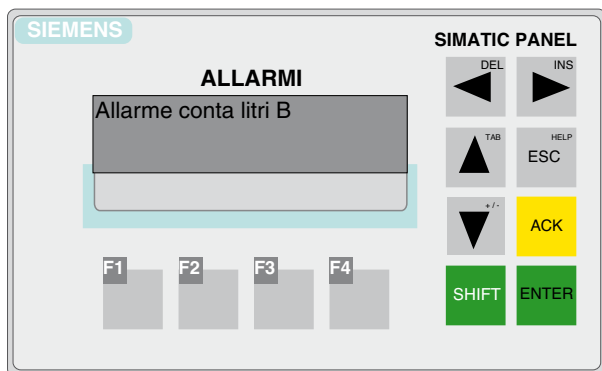 SIEMENS
SIMATIC PANEL
ALLARMI
Allarme conta litri B
DEL
INS
TAB
HELP
ESC
+ / -
ACK
F1 F2 F3 F4
SHIFT ENTER